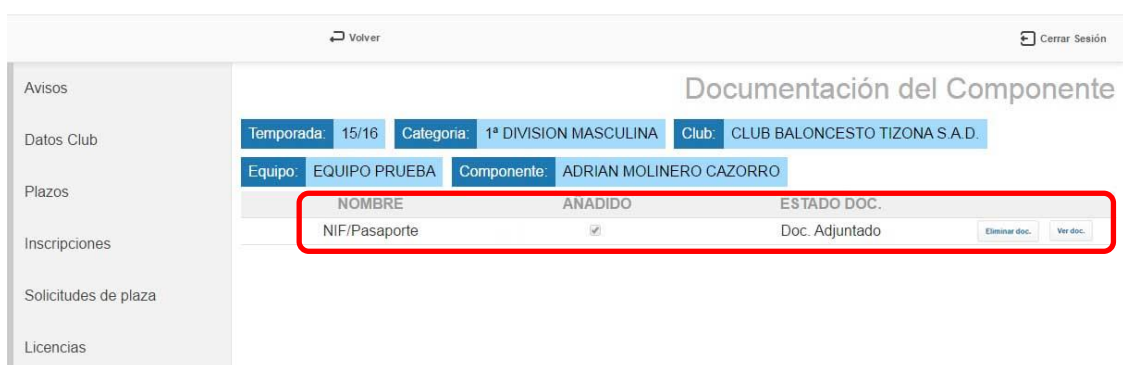 Volver
Cerrar Sesión
Avisos
Datos Club
Plazos
Inscripciones
Solicitudes de plaza
Licencias
Documentación del Componente
Temporada: 15/16 Categoria: 1ª DIVISION MASCULINA Club: CLUB BALONCESTO TIZONA S.A.D.
Equipo: EQUIPO PRUEBA Componente: ADRIAN MOLINERO CAZORRO
NOMBRE AÑADIDO ESTADO DOC.
NIF/Pasaporte Doc. Adjuntado Eliminar doc. Ver doc.